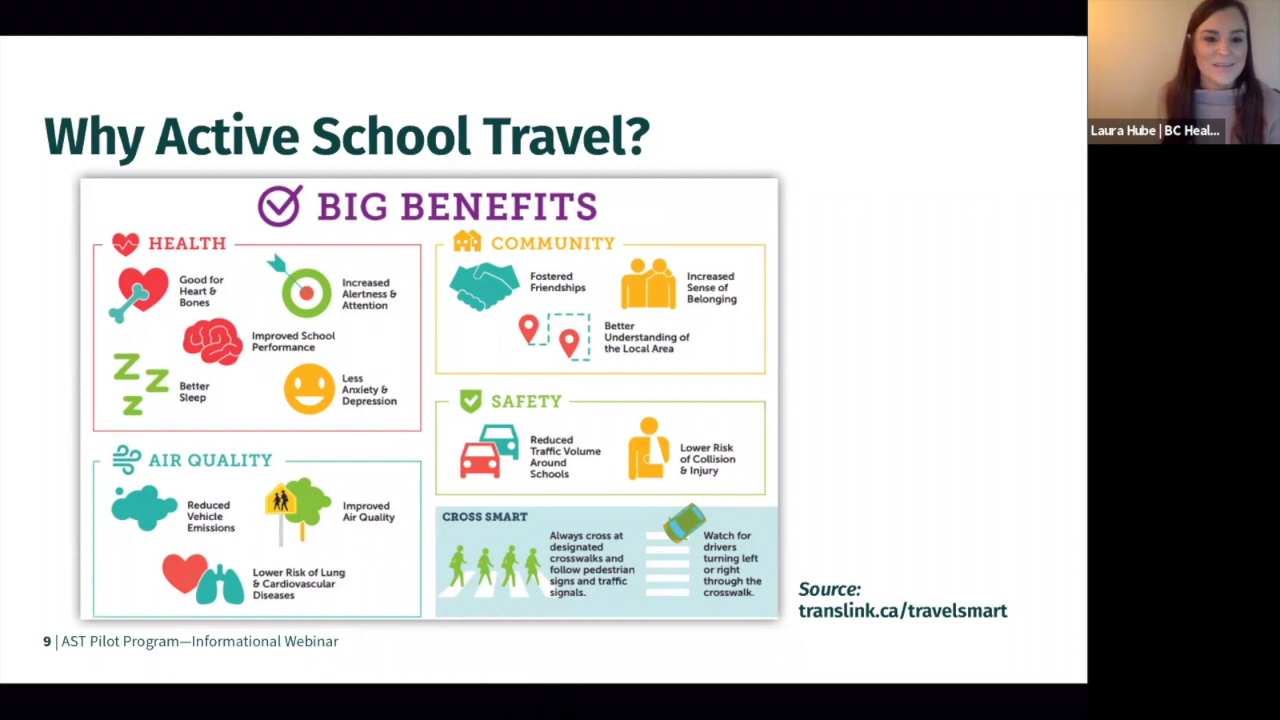 Why Active School Travel?
BIG BENEFITS
HEALTH
Good for
Heart &
Bones
Increased
Alertness &
Attention
Improved School
Performance
Better
Sleep
Less
Anxiety &
Depression
AIR QUALITY
Reduced
Vehicle
Emissions
Improved
Air Quality
Lower Risk of Lung
& Cardiovascular
Diseases
COMMUNITY
Fostered
Friendships
Increased
Sense of
Belonging
Better
Understanding of
the Local Area
SAFETY
Reduced
Traffic Volume
Around
Schools
Lower Risk
of Collision
& Injury
CROSS SMART
Always cross at
designated
crosswalks and
follow pedestrian
signs and traffic
signals.
Watch for
drivers
turning left
or right
through the
crosswalk.
Source:
translink.ca/travelsmart
9 | AST Pilot Program—Informational Webinar
Laura Hube | BC Heal...